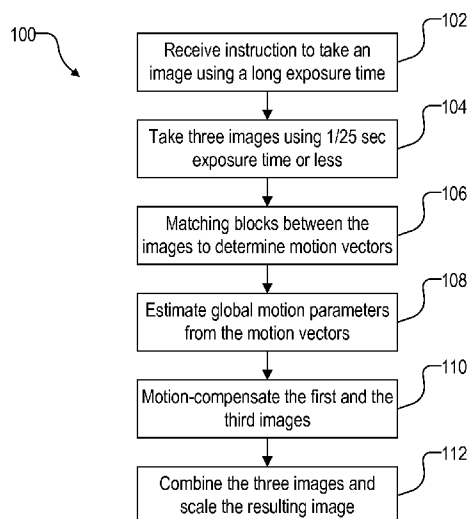 100
102
Receive instruction to take an
image using a long exposure time
104
Take three images using 1/25 sec
exposure time or less
106
Matching blocks between the
images to determine motion vectors
108
Estimate global motion parameters
from the motion vectors
110
Motion-compensate the first and the
third images
112
Combine the three images and
scale the resulting image